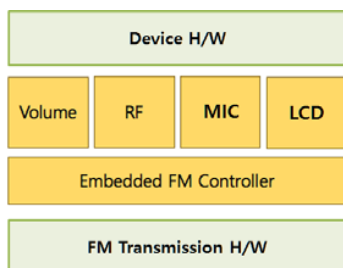 Device H/W
Volume RF MIC LCD
Embedded FM Controller
FM Transmission H/W